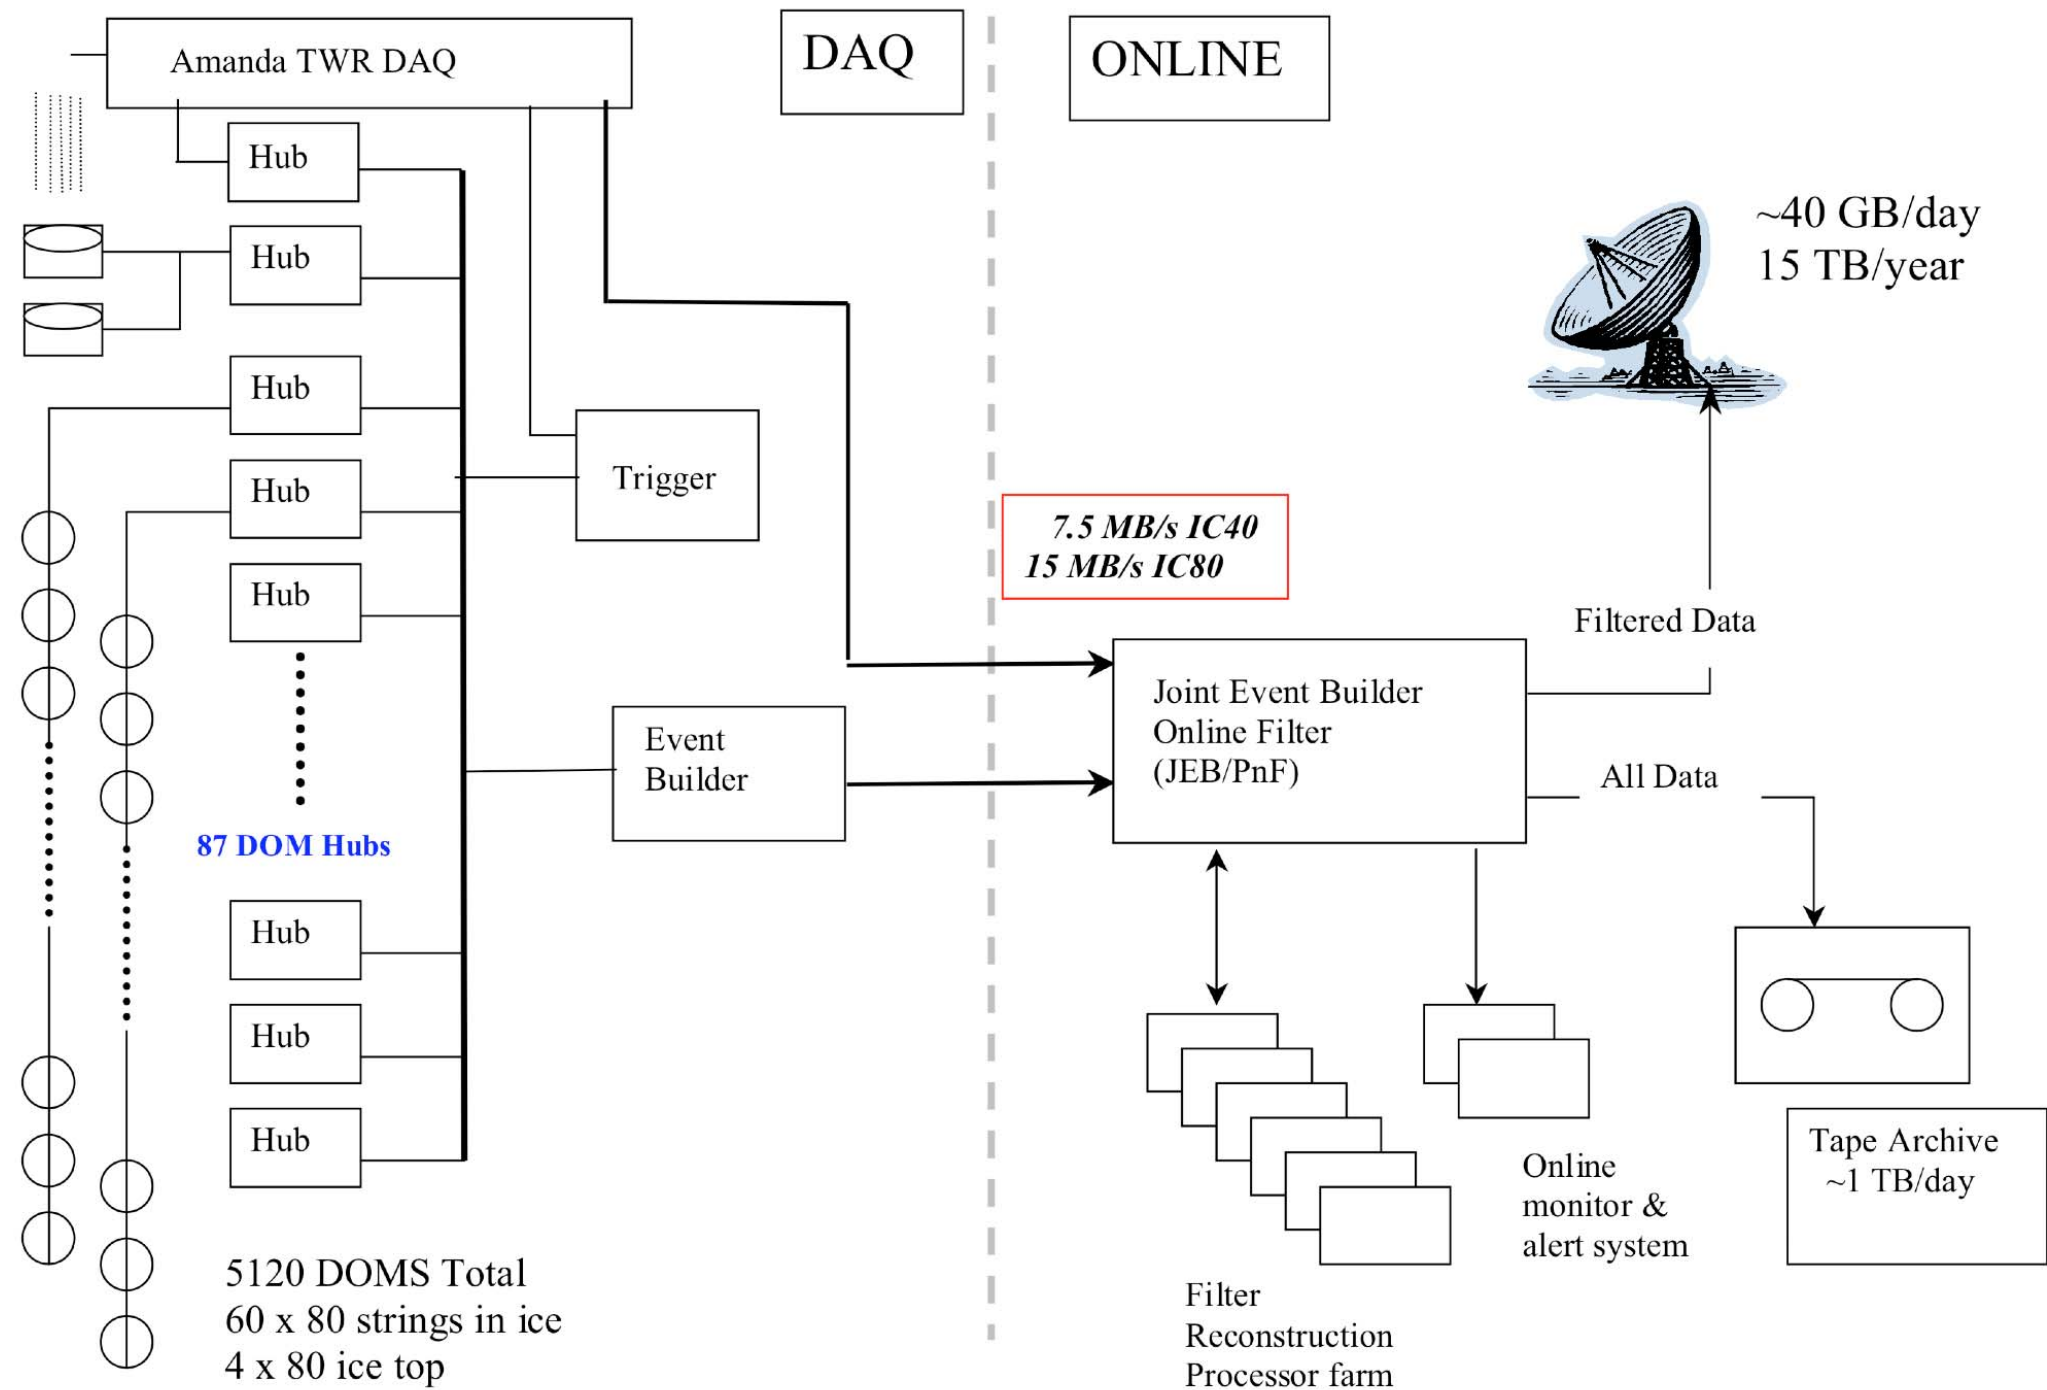 Amanda TWR DAQ
DAQ
ONLINE
Hub
Hub
Hub
Hub
Hub
87 DOM Hubs
Hub
Hub
Hub
5120 DOMS Total
60 x 80 strings in ice
4 x 80 ice top
Trigger
Event
Builder
7.5 MB/s IC40
15 MB/s IC80
Joint Event Builder
Online Filter
(JEB/PnF)
~40 GB/day
15 TB/year
Filtered Data
All Data
Filter
Reconstruction
Processor farm
Online
monitor &
alert system
Tape Archive
~1 TB/day